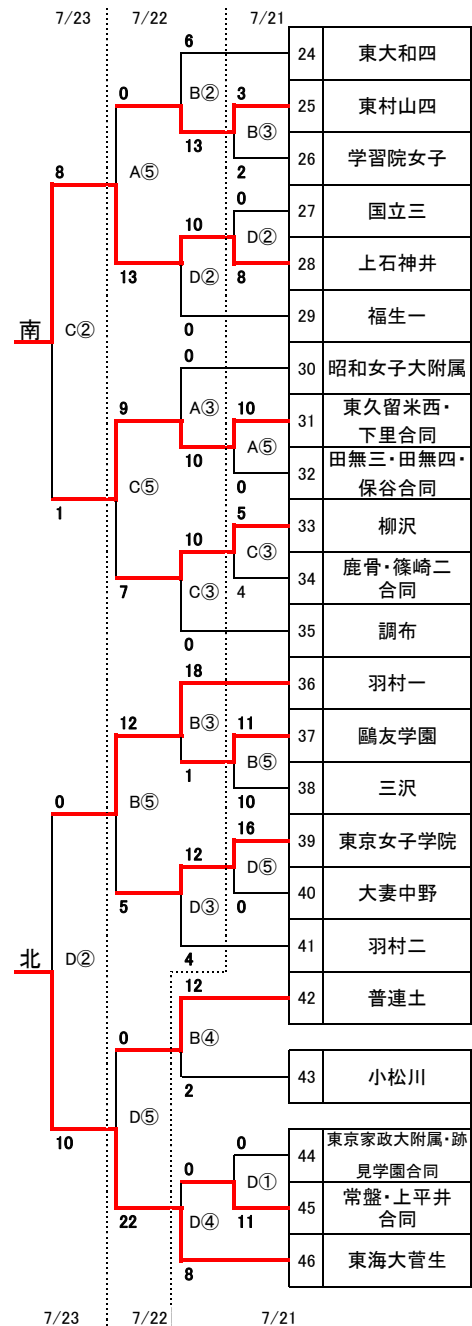 7/23 7/22 7/21
6
24 東大和四
B②
0 3
25 東村山四
13 B③
8 A⑤ 2
26 学習院女子
0
27 国立三
10 D②
28 上石神井
13 D② 8
29 福生一
南 C② 0
0
30 昭和女子大附属
9 A③ 10
31 東久留米西・
下里合同
10 A⑤
32 田無三・田無四・
保谷合同
C⑤ 0
1 5
33 柳沢
10 C③
34 鹿骨・篠崎二
合同
7 C③ 4
35 調布
0
18
36 羽村一
12 B③ 11
37 鷗友学園
1 B⑤
38 三沢
0 B⑤ 10
16
39 東京女子学院
12 D⑤
40 大妻中野
5 D③ 0
41 羽村二
北 D② 4
12
42 普連土
0 B④
43 小松川
2
D⑤
10 0
44 東京家政大附属・跡
見学園合同
0 D①
45 常盤・上平井
合同
22 D④ 11
46 東海大菅生
8
7/23 7/22 7/21